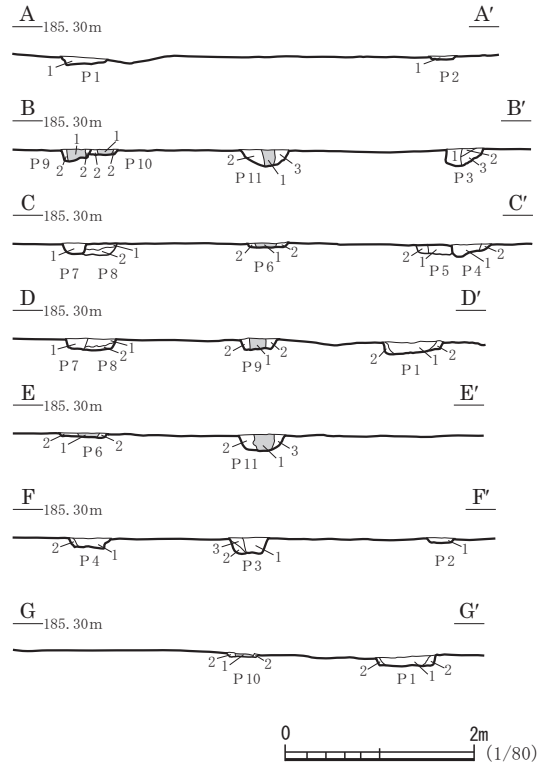 A 185.30m A′
1 P1 1 P2
B 185.30m B′
1 1
P9 2 2 2 2 P10 2 P11 1 3 P3 1 2 3
C 185.30m C′
1 1 2 2 1 2 2 1 1 2
P7 P8 P6 P5 P4
D 185.30m D′
1 1 2 2 1 2 2 1 2
P7 P8 P9 P1
E 185.30m E′
2 1 P6 2 2 P11 1 3
F 185.30m F′
2 1 3 2 1 1
P4 P3 P2
G 185.30m G′
2 1 2 2 1 2
P10 P1
0 2m
(1/80)